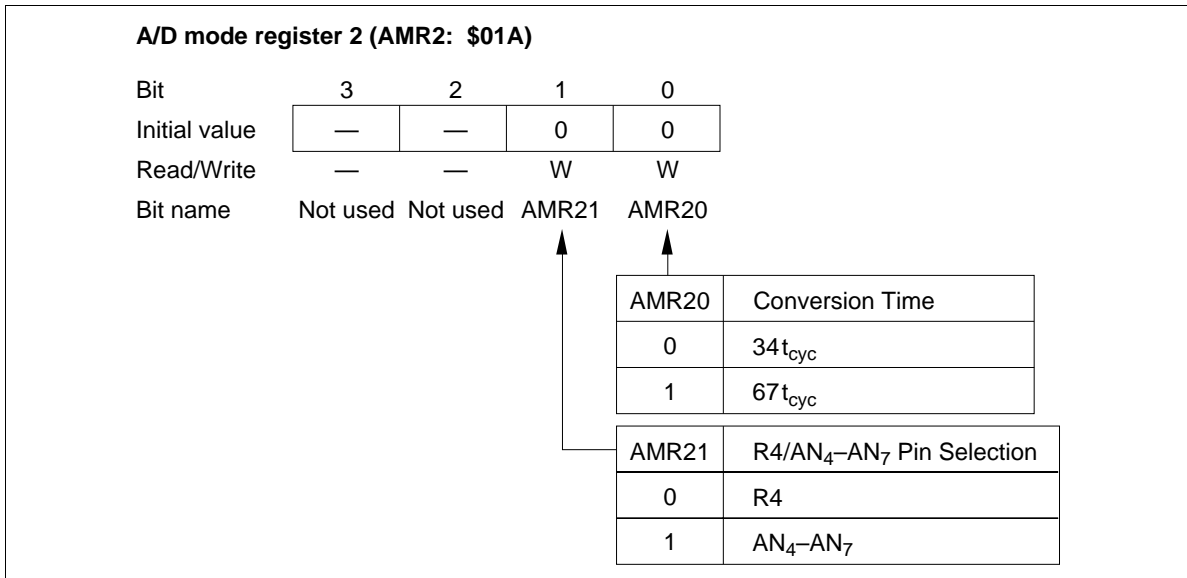 A/D mode register 2 (AMR2: $01A)
Bit 3 2 1 0
Initial value — — 0 0
Read/Write — — W W
Bit name Not used Not used AMR21 AMR20
AMR20 Conversion Time
0 34tcyc
1 67tcyc
AMR21 R4/AN4–AN7 Pin Selection
0 R4
1 AN4–AN7